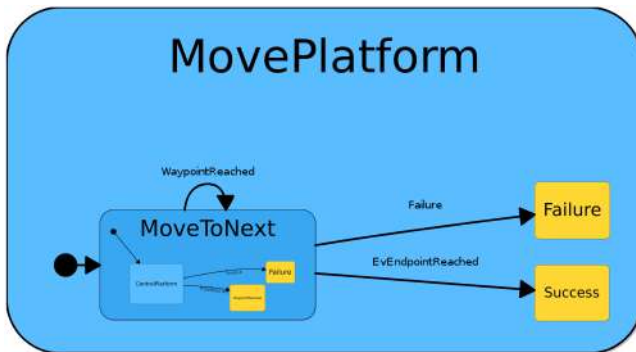 MovePlatform
WaypointReached
MoveToNext
Failure
Failure
EvEndpointReached
Success
ControlPlatform
Failure